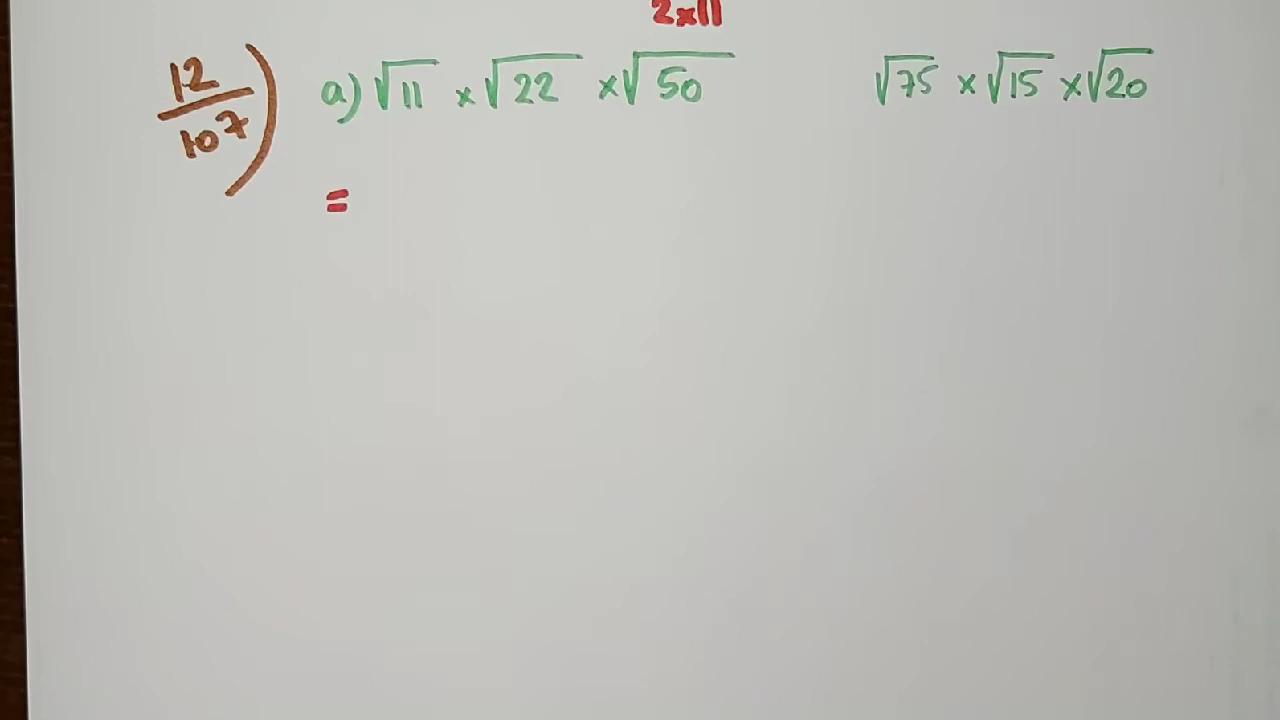 2x11
12/107) a) √11 x √22 x √50 √75 x √15 x √20
=